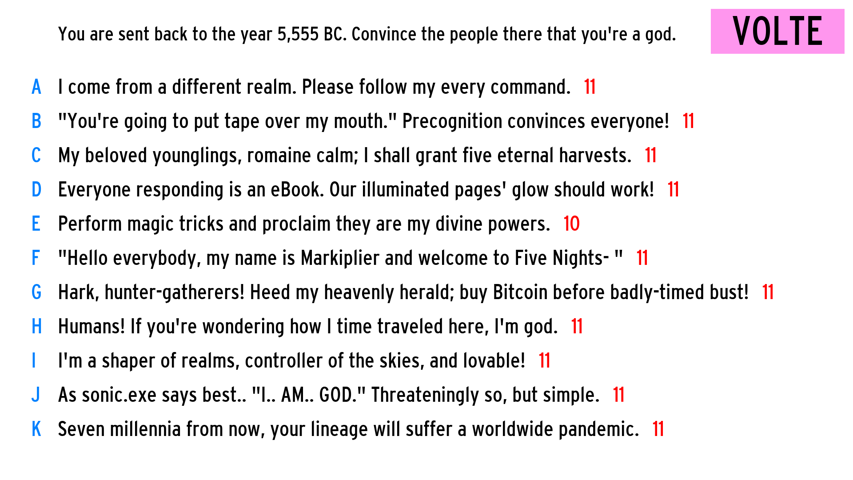 You are sent back to the year 5,555 BC. Convince the people there that you're a god.
VOLTE
A I come from a different realm. Please follow my every command. 11
B "You're going to put tape over my mouth." Precognition convinces everyone! 11
C My beloved younglings, romaine calm; I shall grant five eternal harvests. 11
D Everyone responding is an eBook. Our illuminated pages' glow should work! 11
E Perform magic tricks and proclaim they are my divine powers. 10
F "Hello everybody, my name is Markiplier and welcome to Five Nights- " 11
G Hark, hunter-gatherers! Heed my heavenly herald; buy Bitcoin before badly-timed bust! 11
H Humans! If you're wondering how I time traveled here, I'm god. 11
I I'm a shaper of realms, controller of the skies, and lovable! 11
J As sonic.exe says best.. "I.. AM.. GOD." Threateningly so, but simple. 11
K Seven millennia from now, your lineage will suffer a worldwide pandemic. 11